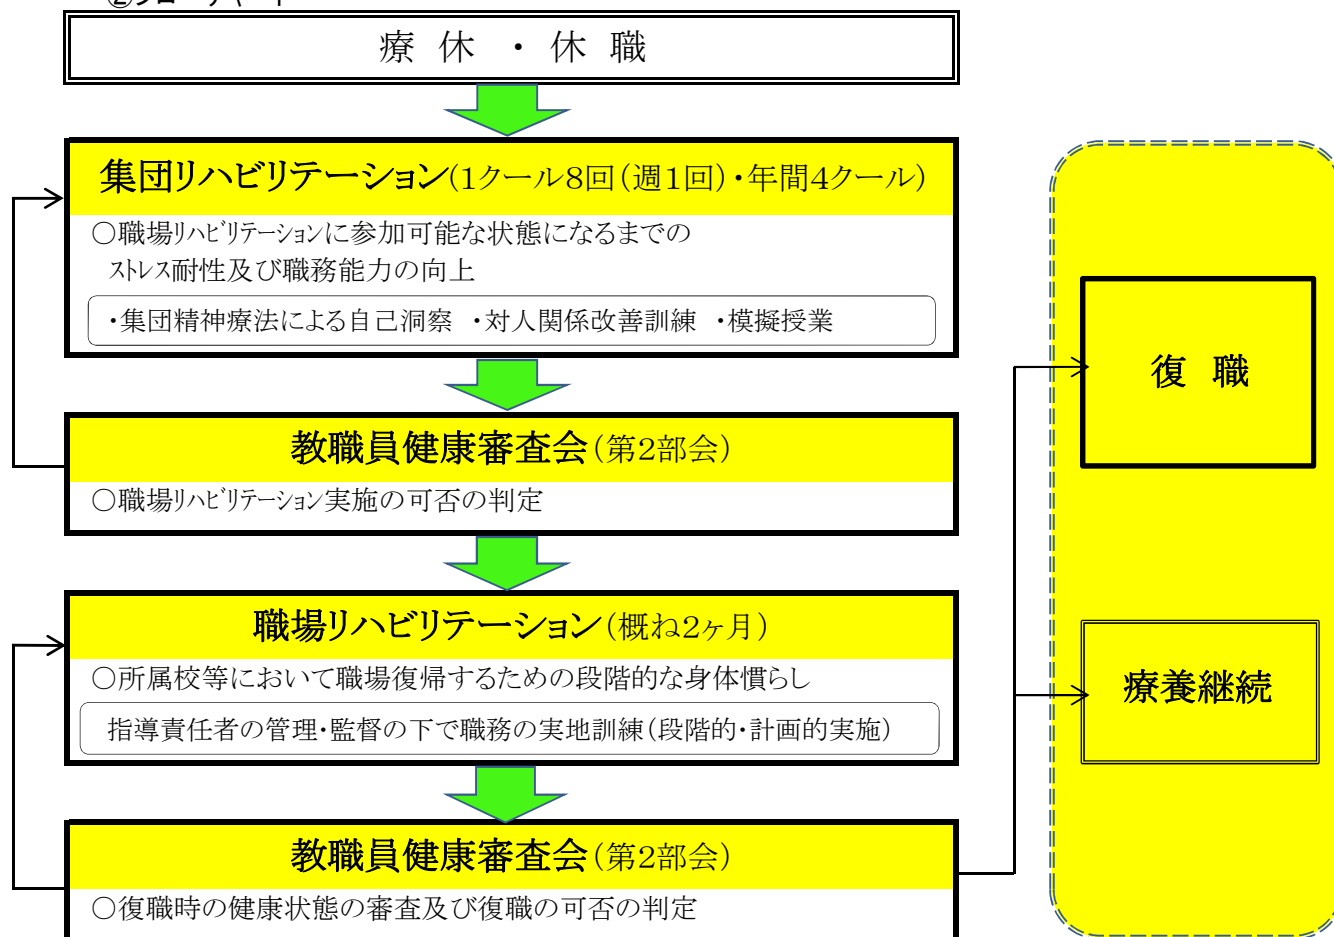 ②フローチャート
療 休 ・ 休 職
集団リハビリテーション(1クール8回(週1回)・年間4クール)
○職場ﾘﾊﾋﾞﾘﾃｰｼｮﾝに参加可能な状態になるまでの
ｽﾄﾚｽ耐性及び職務能力の向上
・集団精神療法による自己洞察 ・対人関係改善訓練 ・模擬授業
教職員健康審査会(第2部会)
○職場ﾘﾊﾋﾞﾘﾃｰｼｮﾝ実施の可否の判定
職場リハビリテーション(概ね2ヶ月)
○所属校等において職場復帰するための段階的な身体慣らし
指導責任者の管理・監督の下で職務の実地訓練(段階的・計画的実施)
教職員健康審査会(第2部会)
○復職時の健康状態の審査及び復職の可否の判定
復 職
療養継続